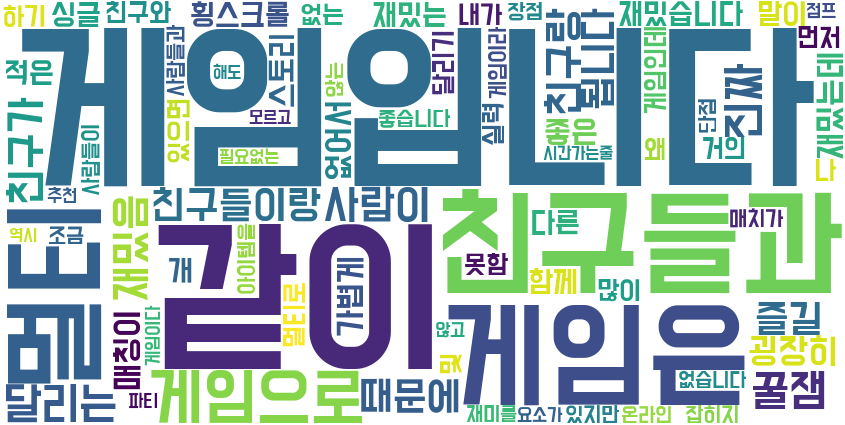 하기 싱글 친구와 횡스크롤 없는 재밌는 내가 장점 재밌습니다 말이 점프
게임입니다
적은
사람들과
해도
스토리
않는
달리기
게임이라
친구랑
됩니다
게임인데
먼저
친구가
사람들이
있으면
모르고
필요없는
없어서
좋습니다
실력
좋은
시간가는줄
왜
단점
거의
진짜
재밌는데
다
추천
친구들이랑 사람이
멀티
역시 조금
재밌음
같이
친구들과
개
아이템을
가볍게
멀티로
못함
다른
함께
많이
매치가
게임은
즐길
굉장히
매칭이
게임이다
않고
및
없습니다
꿀잼
달리는
파티
게임으로
때문에
재미를 요소가 있지만 온라인 잡히지